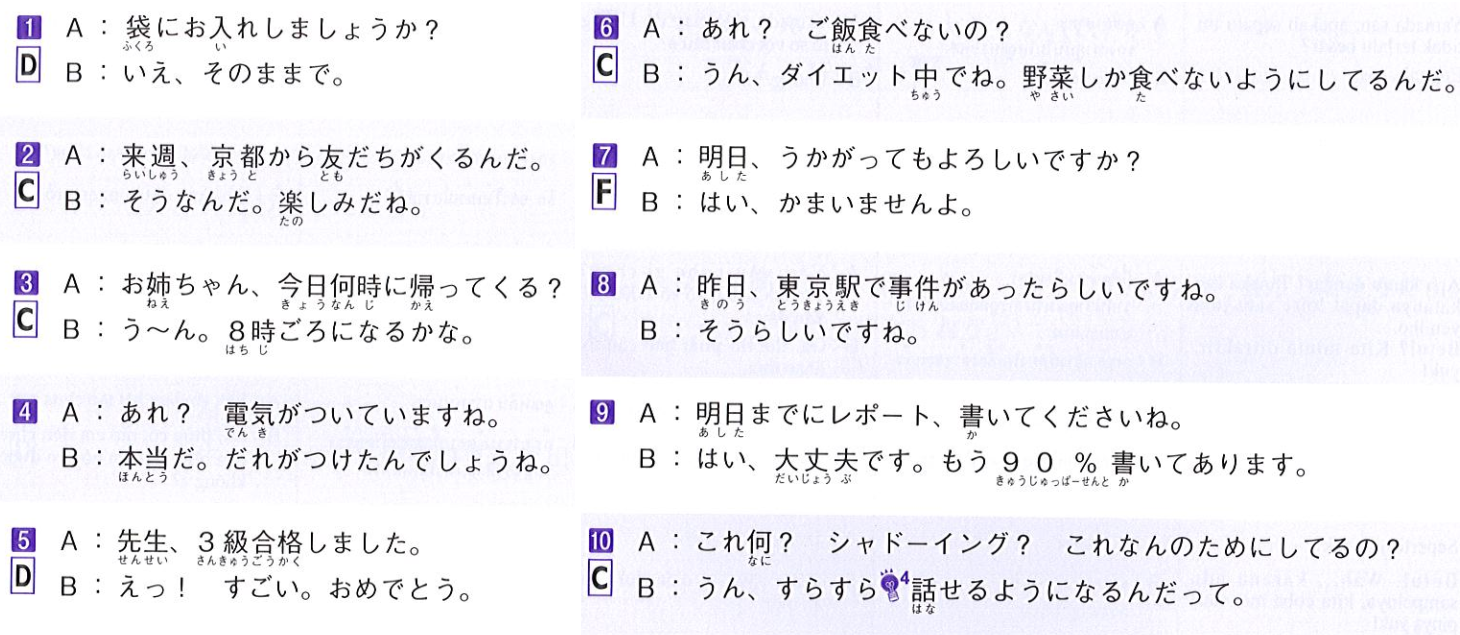 1 A：袋にお入れしましょうか？
ふくろ い
D B：いえ、そのままで。
2 A：来週、京都から友だちがくるんだ。
らいしゅう きょうと とも
C B：そうなんだ。楽しみだね。
たの
3 A：お姉ちゃん、今日何時に帰ってくる？
ねえ きょうなんじ かえ
C B：う～ん。８時ごろになるかな。
はちじ
4 A：あれ？　電気がついていますね。
でんき
B：本当だ。だれがつけたんでしょうね。
ほんとう
5 A：先生、３級合格しました。
せんせい さんきゅうごうかく
D B：えっ！　すごい。おめでとう。
6 A：あれ？　ご飯食べないの？
はんた
C B：うん、ダイエット中でね。野菜しか食べないようにしてるんだ。
ちゅう やさい た
7 A：明日、うかがってもよろしいですか？
あした
F B：はい、かまいませんよ。
8 A：昨日、東京駅で事件があったらしいですね。
きのう とうきょうえき じけん
B：そうらしいですね。
9 A：明日までにレポート、書いてくださいね。
あした か
B：はい、大丈夫です。もう９０％書いてあります。
だいじょうぶ きゅうじゅっぱーせんと か
10 A：これ何？　シャドーイング？　これなんのためにしてるの？
なに
C B：うん、すらすら4話せるようになるんだって。
はな